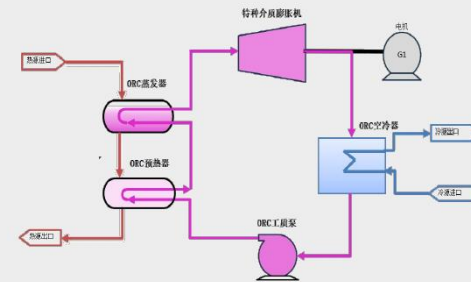 特种介质膨胀机
电机
G1
热源进口
ORC蒸发器
ORC空冷器
冷源出口
ORC预热器
冷源进口
热源出口
ORC工质泵